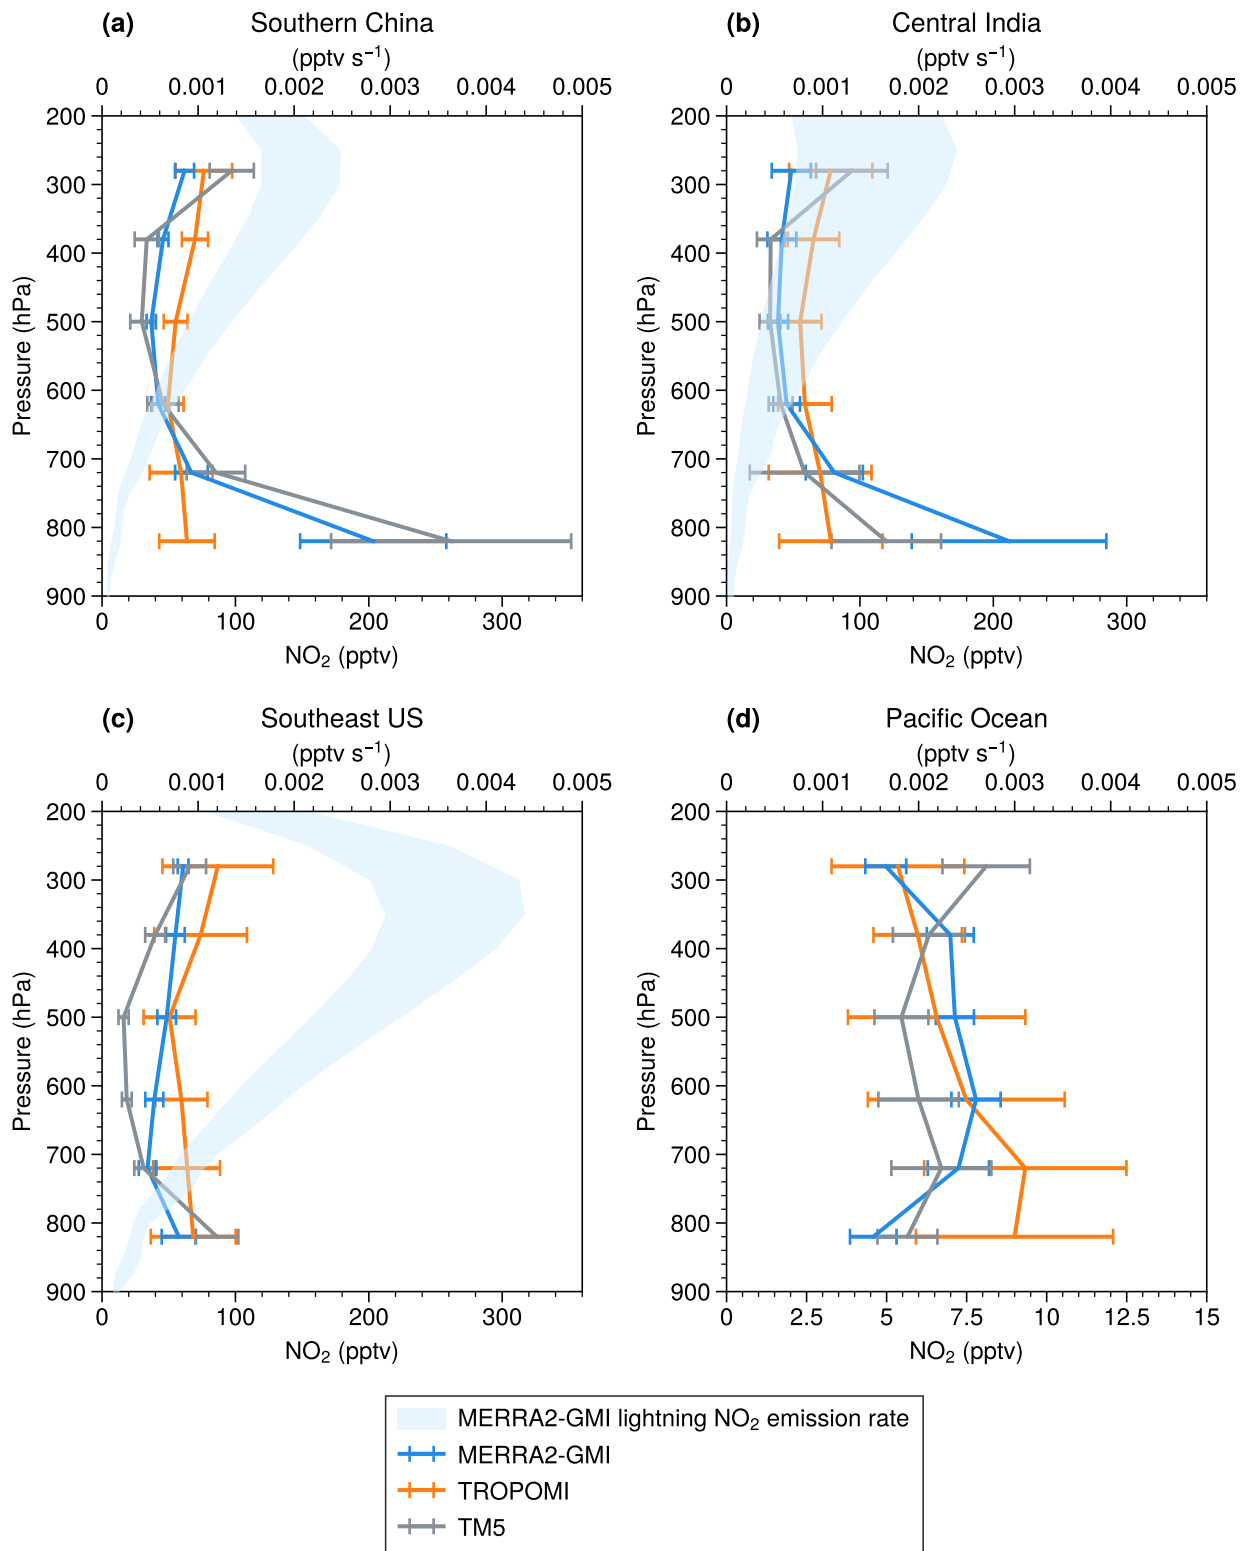 (a) Southern China
(pptv s⁻¹)
0 0.001 0.002 0.003 0.004 0.005
200
300
400
500
600
700
800
900
Pressure (hPa)
0 100 200 300
NO₂ (pptv)
(b) Central India
(pptv s⁻¹)
0 0.001 0.002 0.003 0.004 0.005
200
300
400
500
600
700
800
900
Pressure (hPa)
0 100 200 300
NO₂ (pptv)
(c) Southeast US
(pptv s⁻¹)
0 0.001 0.002 0.003 0.004 0.005
200
300
400
500
600
700
800
900
Pressure (hPa)
0 100 200 300
NO₂ (pptv)
(d) Pacific Ocean
(pptv s⁻¹)
0 0.001 0.002 0.003 0.004 0.005
200
300
400
500
600
700
800
900
Pressure (hPa)
0 2.5 5 7.5 10 12.5 15
NO₂ (pptv)
MERRA2-GMI lightning NO₂ emission rate
MERRA2-GMI
TROPOMI
TM5